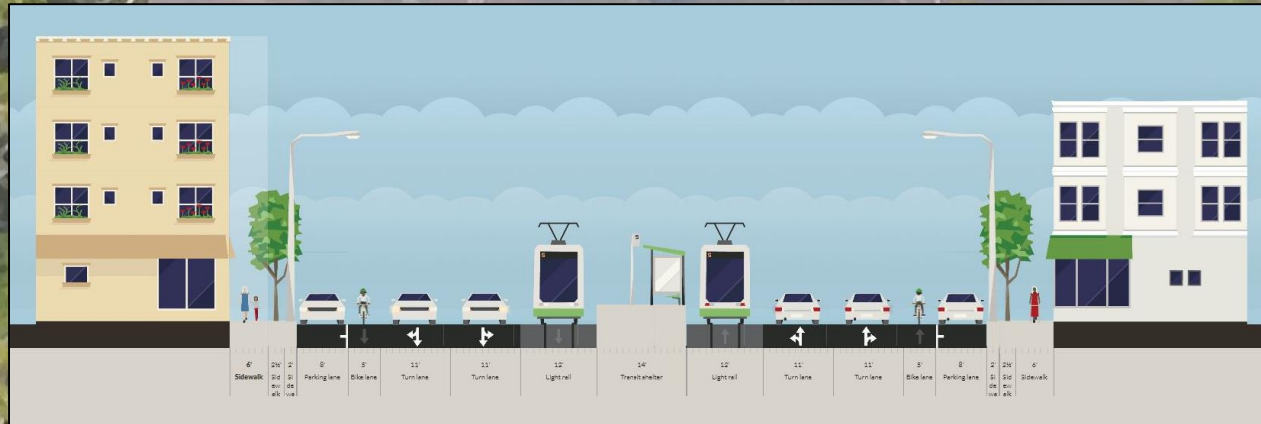 6' 2½' 2' 8' 5' 11' 11' 12' 14' 12' 11' 11' 5' 8' 2' 2½' 6'
Sidewalk Sid Si Parking lane Bike lane Turn lane Turn lane Light rail Transit shelter Light rail Turn lane Turn lane Bike lane Parking lane Si Sid Sidewalk
ew de de ew
alk wa wa alk